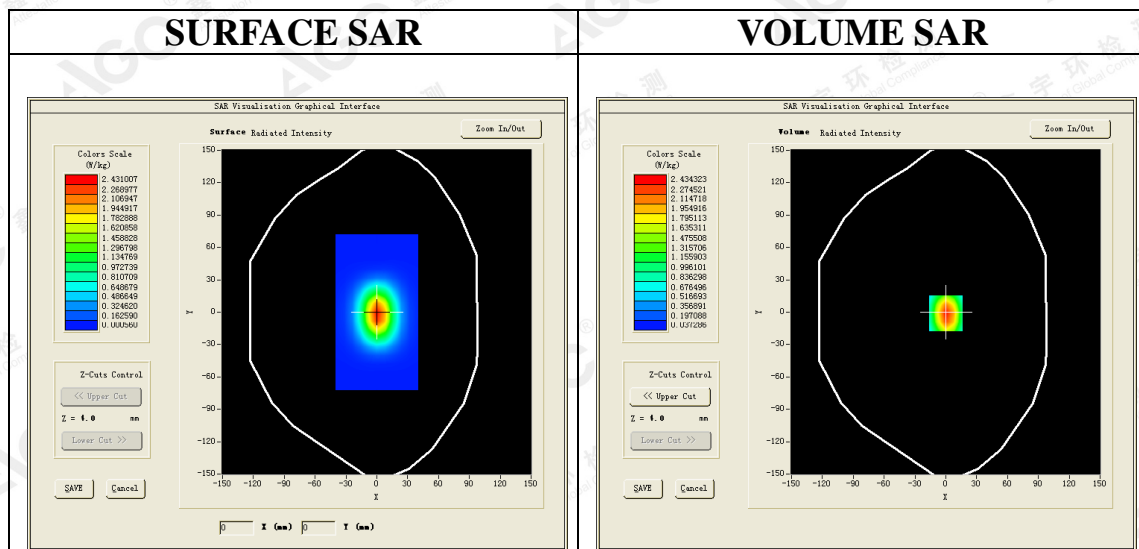 SURFACE SAR
VOLUME SAR
SAR Visualisation Graphical Interface
Surface Radiated Intensity
Zoom In/Out
Colors Scale
(W/kg)
2.431007
2.268977
2.106947
1.944917
1.782888
1.620858
1.458828
1.296798
1.134769
0.972739
0.810709
0.648679
0.486649
0.324620
0.162590
0.000560
Z-Cuts Control
<< Upper Cut
Z = 4.0 mm
Lower Cut >>
SAVE
Cancel
150
120
90
60
30
0
-30
-60
-90
-120
-150
Y
-150 -120 -90 -60 -30 0 30 60 90 120 150
X
0 X (mm) 0 Y (mm)
SAR Visualisation Graphical Interface
Volume Radiated Intensity
Zoom In/Out
Colors Scale
(W/kg)
2.434323
2.274521
2.114718
1.954916
1.795113
1.635311
1.475508
1.315706
1.155903
0.996101
0.836298
0.676496
0.516693
0.356891
0.197088
0.037286
Z-Cuts Control
<< Upper Cut
Z = 4.0 mm
Lower Cut >>
SAVE
Cancel
150
120
90
60
30
0
-30
-60
-90
-120
-150
Y
-150 -120 -90 -60 -30 0 30 60 90 120 150
X